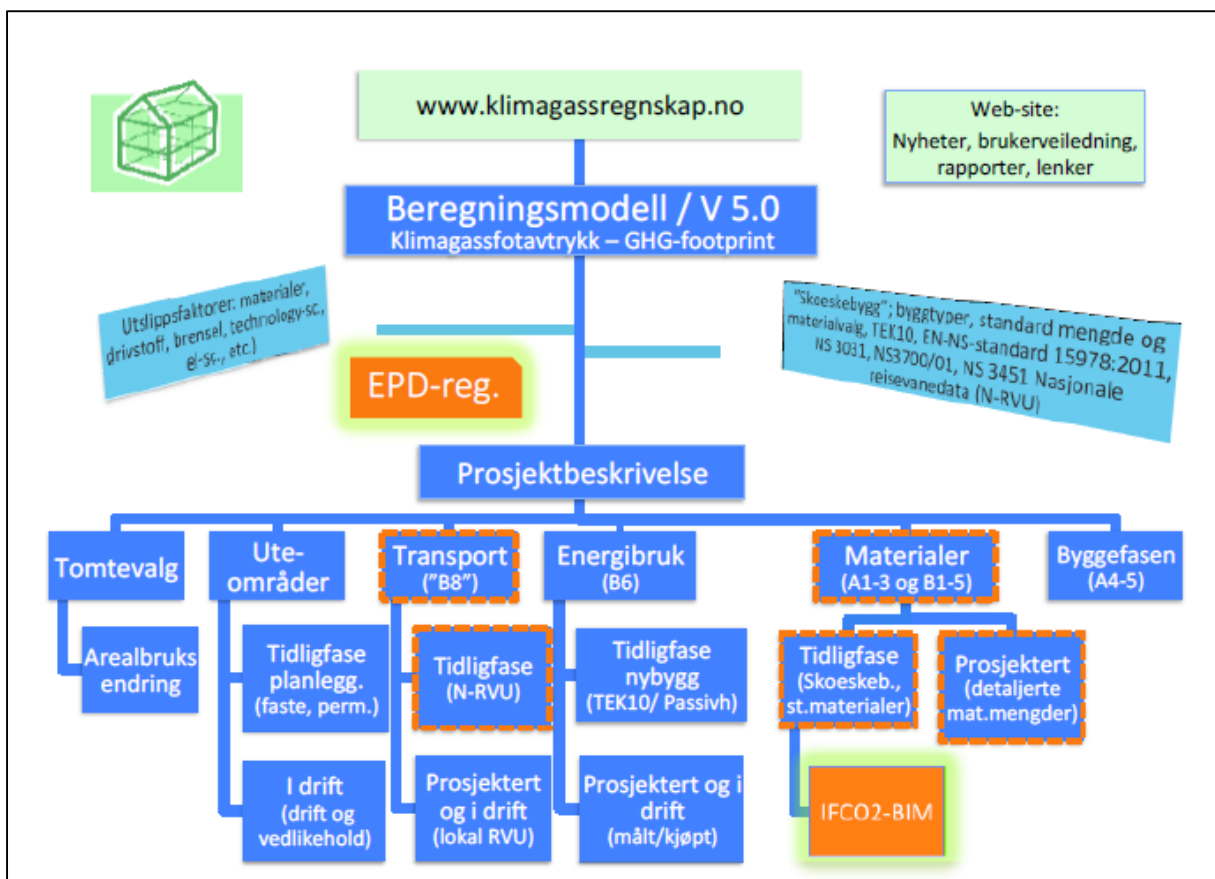 www.klimagassregnskap.no
Web-site:
Nyheter, brukerveiledning,
rapporter, lenker
Beregningsmodell / V 5.0
Klimagassfotavtrykk – GHG-footprint
Utslippsfaktorer: materialer,
drivstoff, brensel, technology-sc,
el-sc., etc.)
"Skoeskebygg"; byggtyper, standard mengde og
materialvalg, TEK10, EN-NS-standard 15978:2011,
NS 3031, NS3700/01, NS 3451 Nasjonale
reisevanedata (N-RVU)
EPD-reg.
Prosjektbeskrivelse
Tomtevalg
Arealbruks
endring
Ute-
områder
Tidligfase
planlegg.
(faste, perm.)
I drift
(drift og
vedlikehold)
Transport
("B8")
Tidligfase
(N-RVU)
Prosjektert
og i drift
(lokal RVU)
Energibruk
(B6)
Tidligfase
nybygg
(TEK10/ Passivh)
Prosjektert og i
drift
(målt/kjøpt)
Materialer
(A1-3 og B1-5)
Tidligfase
(Skoeskeb.,
st.materialer)
IFCO2-BIM
Prosjektert
(detaljerte
mat.mengder)
Byggefasen
(A4-5)